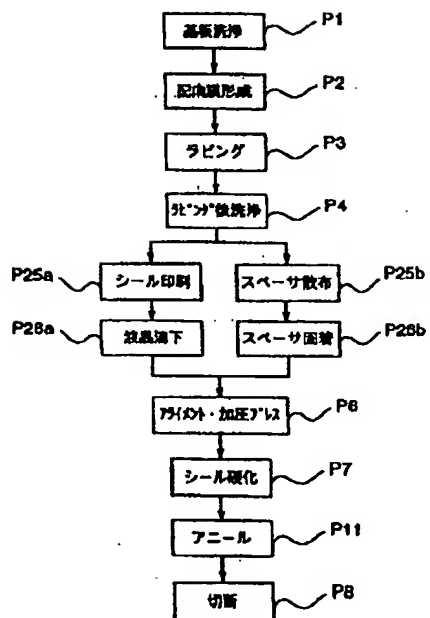 基板洗浄
P1
配向膜形成
P2
ラビング
P3
ラビング後洗浄
P4
P25a
シール印刷
スペーサ散布
P25b
P26a
液晶滴下
スペーサ固着
P26b
アライメント・加圧プレス
P6
シール硬化
P7
アニール
P11
切断
P8